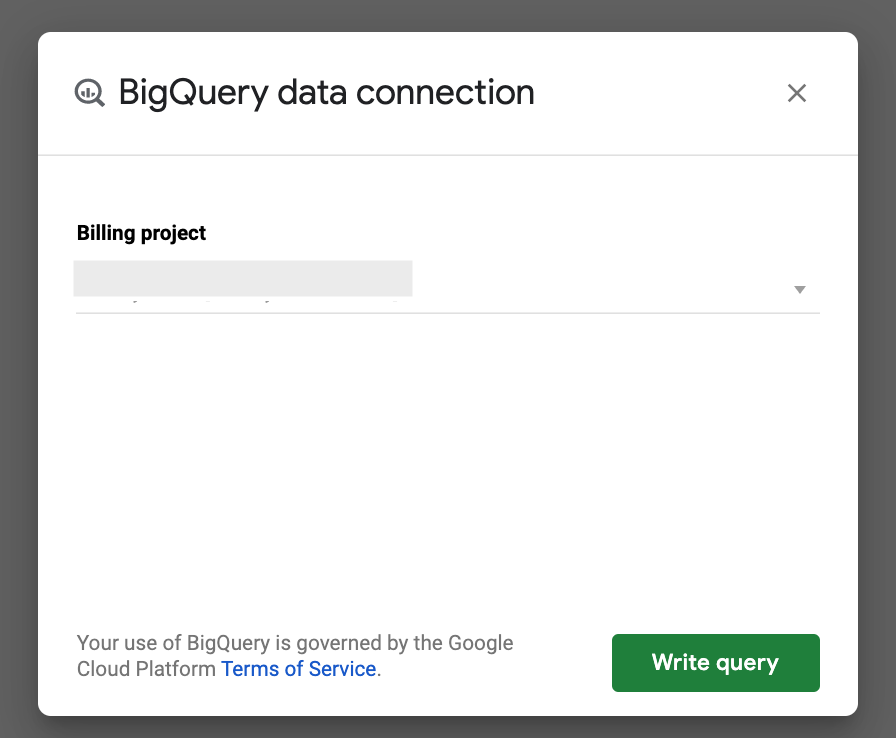 BigQuery data connection
Billing project
Your use of BigQuery is governed by the Google
Cloud Platform Terms of Service.
Write query